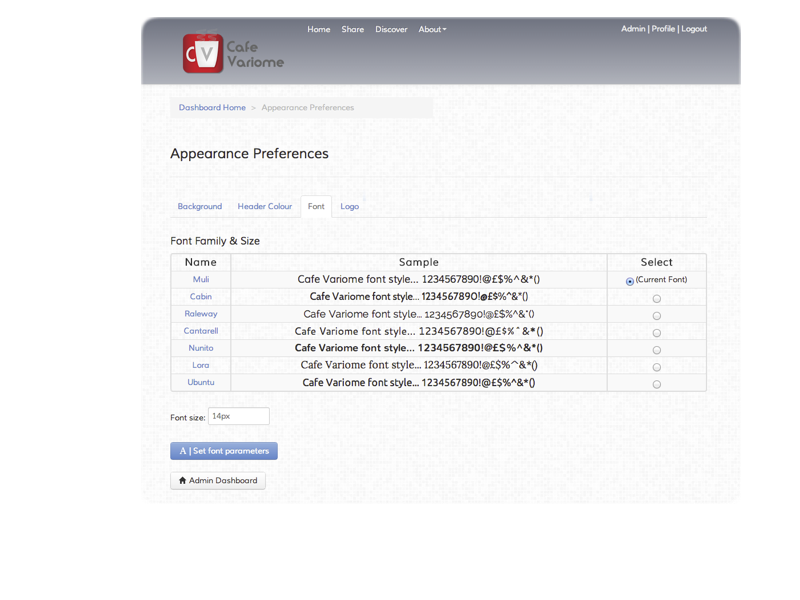 Home Share Discover About
Admin | Profile | Logout
CV Cafe Variome
Dashboard Home > Appearance Preferences
Appearance Preferences
Background Header Colour Font Logo
Font Family & Size
Name Sample Select
Muli Cafe Variome font style... 1234567890!@£$%^&*() (Current Font)
Cabin Cafe Variome font style... 1234567890!@£$%^&*()
Raleway Cafe Variome font style... 1234567890!@£$%^&*()
Cantarell Cafe Variome font style... 1234567890!@£$%^&*()
Nunito Cafe Variome font style... 1234567890!@£$%^&*()
Lora Cafe Variome font style... 1234567890!@£$%^&*()
Ubuntu Cafe Variome font style... 1234567890!@£$%^&*()
Font size: 14px
A | Set font parameters
Admin Dashboard